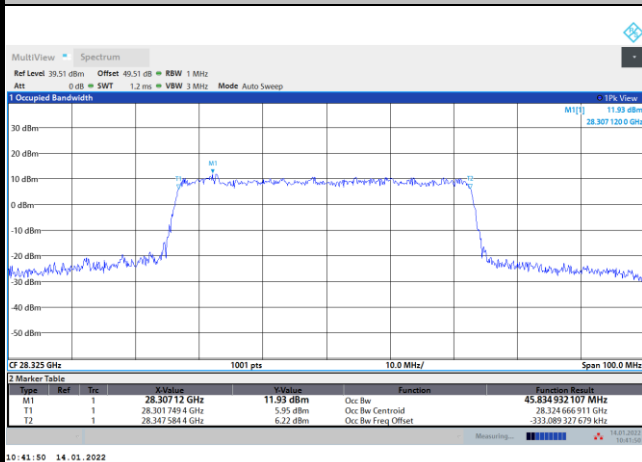 MultiView Spectrum
Ref Level 39.51 dBm Offset 49.51 dB RBW 1 MHz
Att 0 dB SWT 1.2 ms VBW 3 MHz Mode Auto Sweep
1 Occupied Bandwidth 1Pk View
M1[1] 11.93 dBm
28.307 120 0 GHz
30 dBm
20 dBm
M1
T1 T2
10 dBm
0 dBm
-10 dBm
-20 dBm
-30 dBm
-40 dBm
-50 dBm
CF 28.325 GHz 1001 pts 10.0 MHz/ Span 100.0 MHz
2 Marker Table
Type Ref Trc X-Value Y-Value Function Function Result
M1 1 28.307 12 GHz 11.93 dBm Occ Bw 45.834 932 107 MHz
T1 1 28.301 749 4 GHz 5.95 dBm Occ Bw Centroid 28.324 666 911 GHz
T2 1 28.347 584 4 GHz 6.22 dBm Occ Bw Freq Offset -333.089 327 679 kHz
Measuring... 14.01.2022
10:41:50
10:41:50 14.01.2022